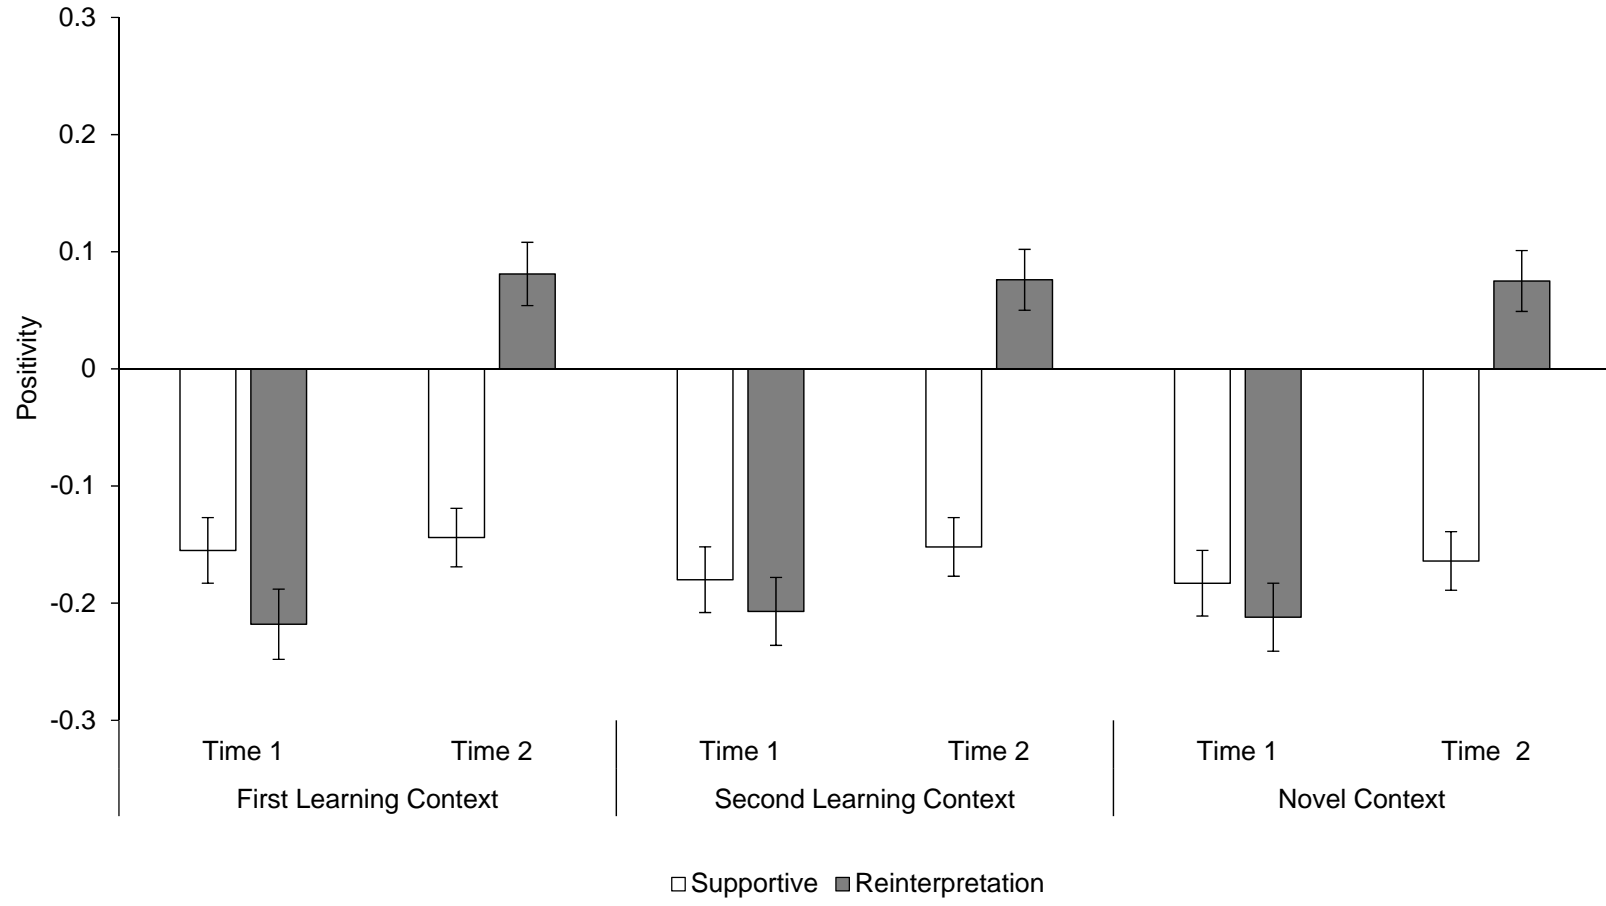 0.3
0.2
0.1
0
-0.1
-0.2
-0.3
Positivity
Time 1 Time 2 Time 1 Time 2 Time 1 Time 2
First Learning Context Second Learning Context Novel Context
Supportive Reinterpretation